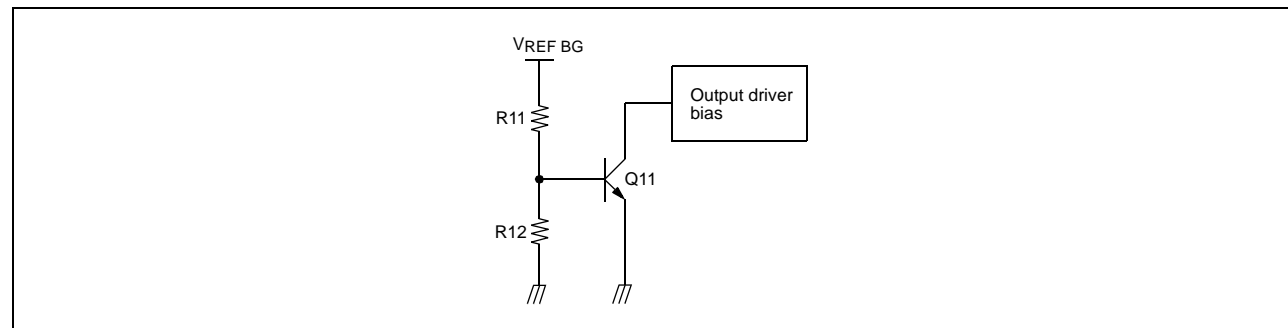 VREF BG
R11
Output driver
bias
Q11
R12